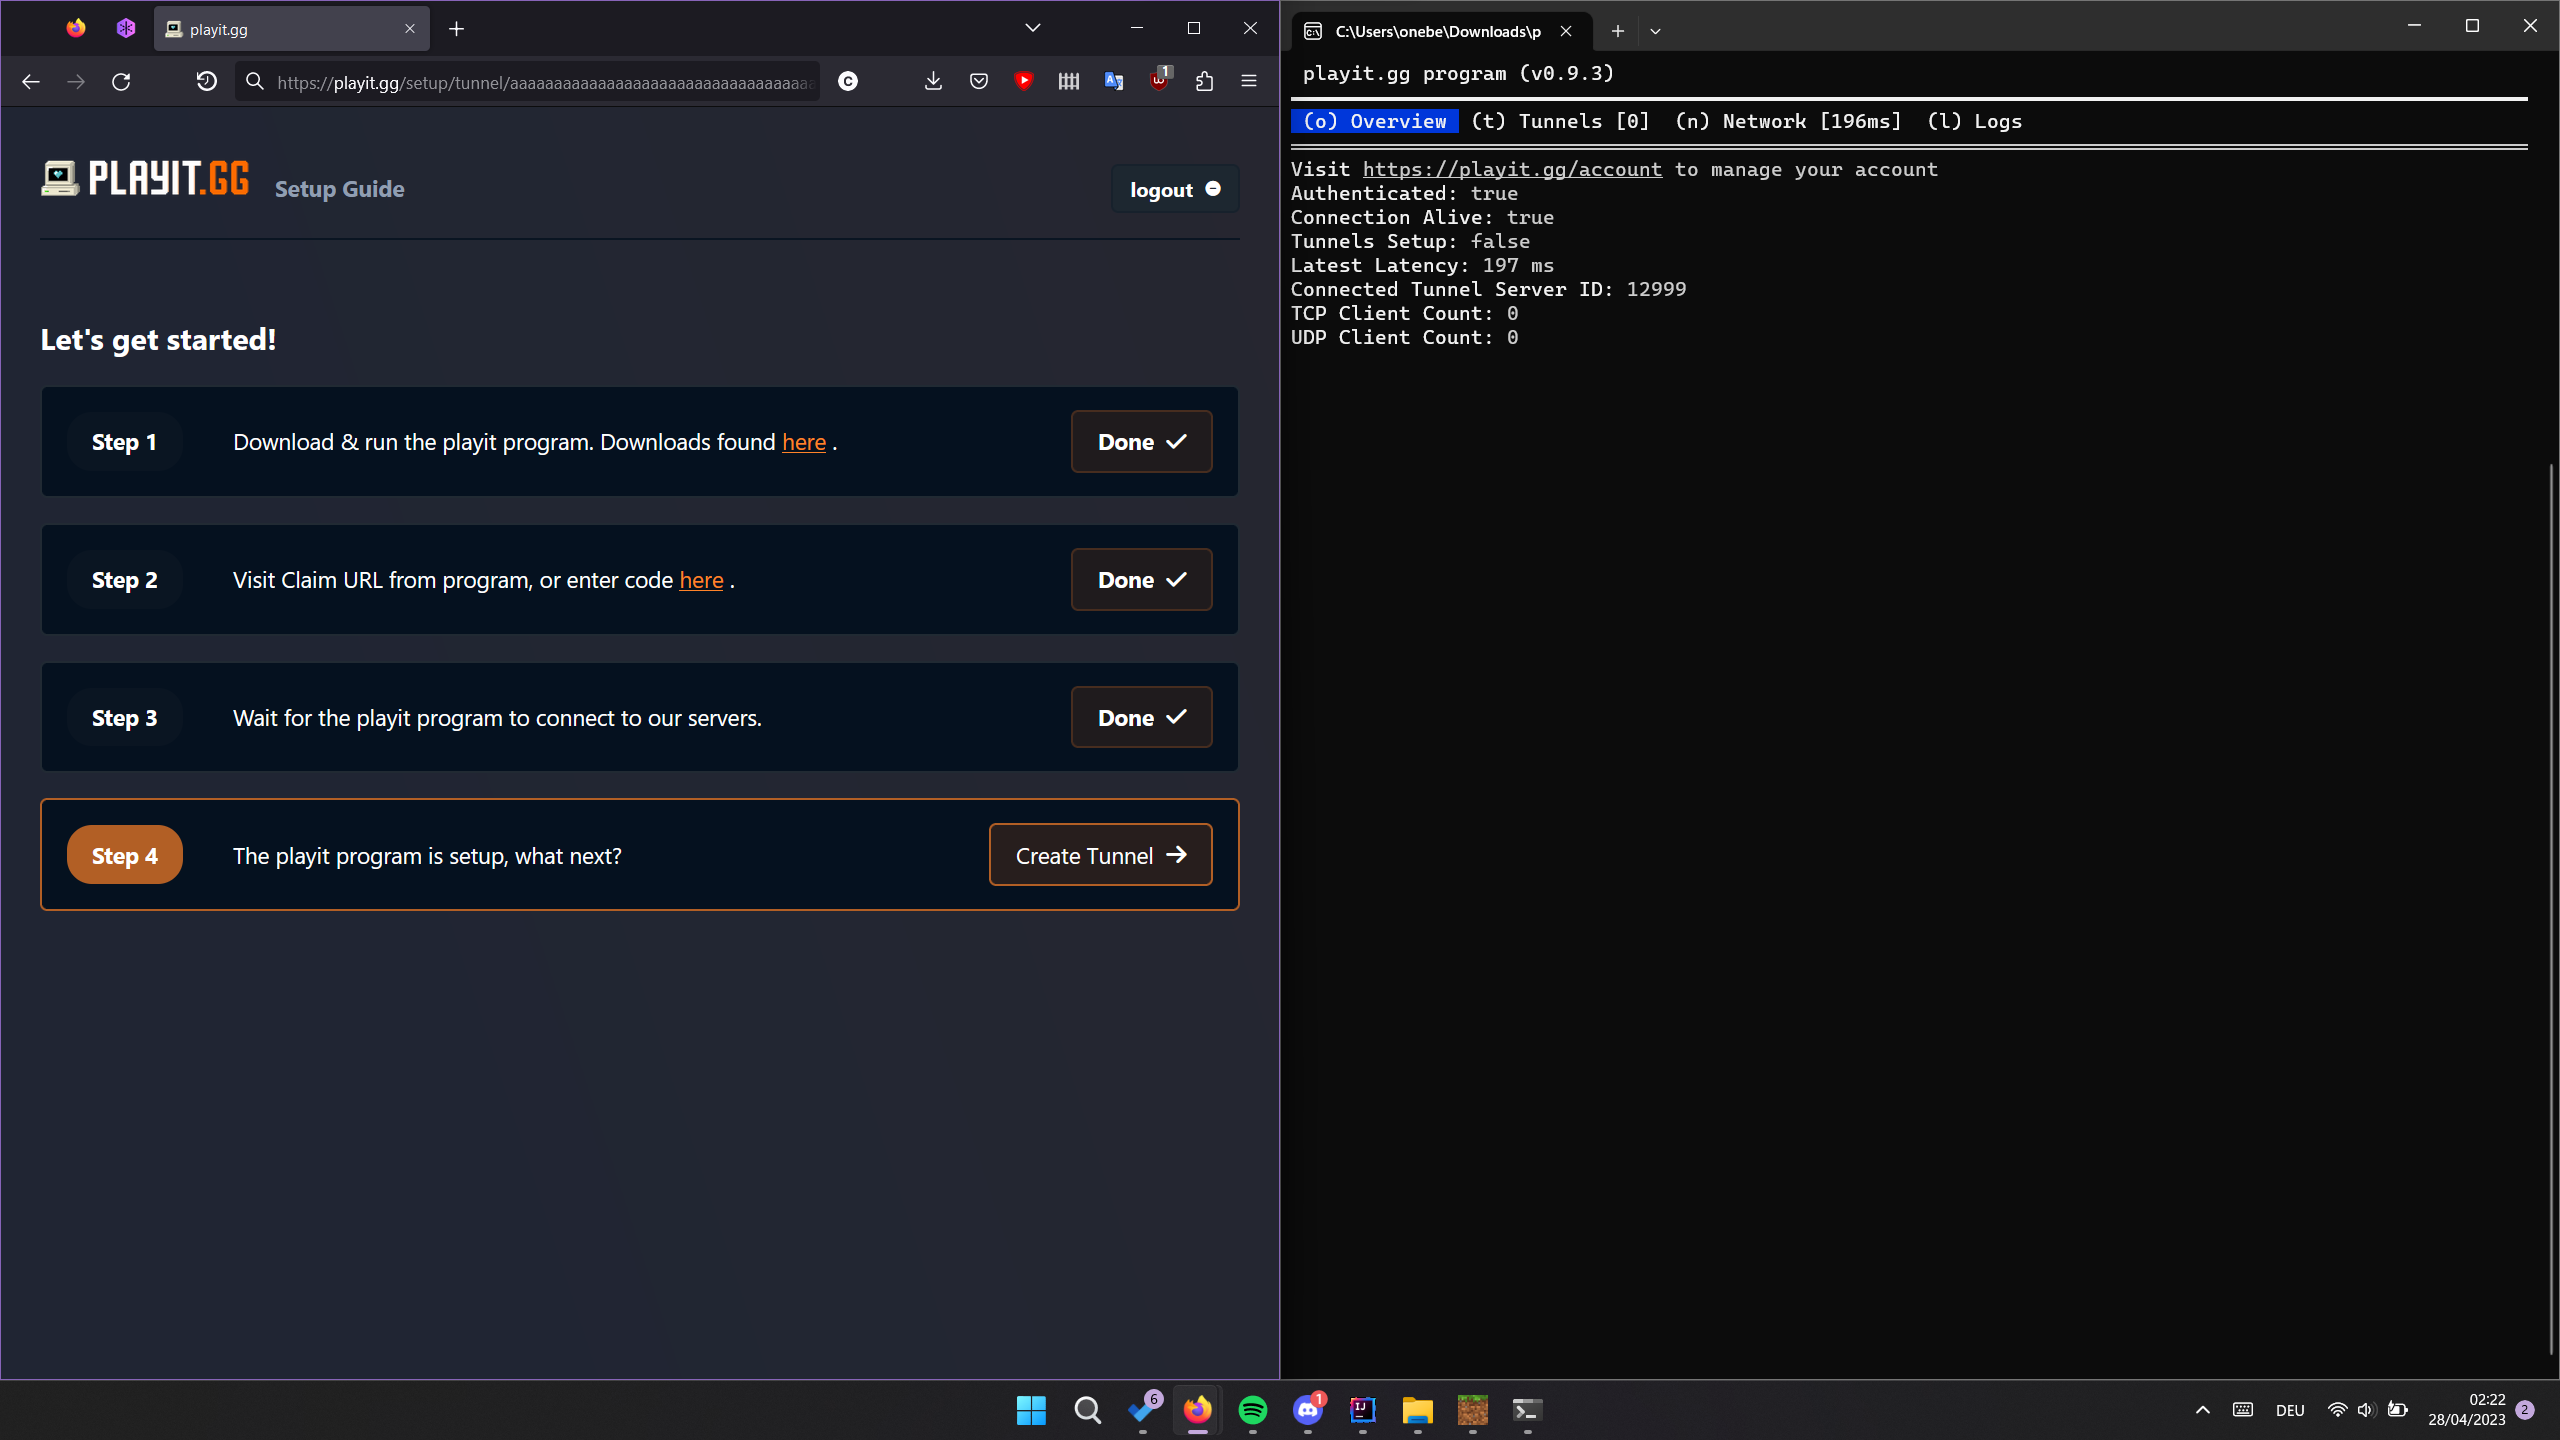 playit.gg
https://playit.gg/setup/tunnel/aaaaaaaaaaaaaaaaaaaaaaaaaaaaaaaaaaa
1
PLAYIT.GG
Setup Guide
logout
Let's get started!
Step 1
Download & run the playit program. Downloads found here .
Done
Step 2
Visit Claim URL from program, or enter code here .
Done
Step 3
Wait for the playit program to connect to our servers.
Done
Step 4
The playit program is setup, what next?
Create Tunnel
C:\Users\onebe\Downloads\p
playit.gg program (v0.9.3)
(o) Overview (t) Tunnels [0] (n) Network [196ms] (l) Logs
Visit https://playit.gg/account to manage your account
Authenticated: true
Connection Alive: true
Tunnels Setup: false
Latest Latency: 197 ms
Connected Tunnel Server ID: 12999
TCP Client Count: 0
UDP Client Count: 0
6
1
IJ
DEU
02:22
28/04/2023
2